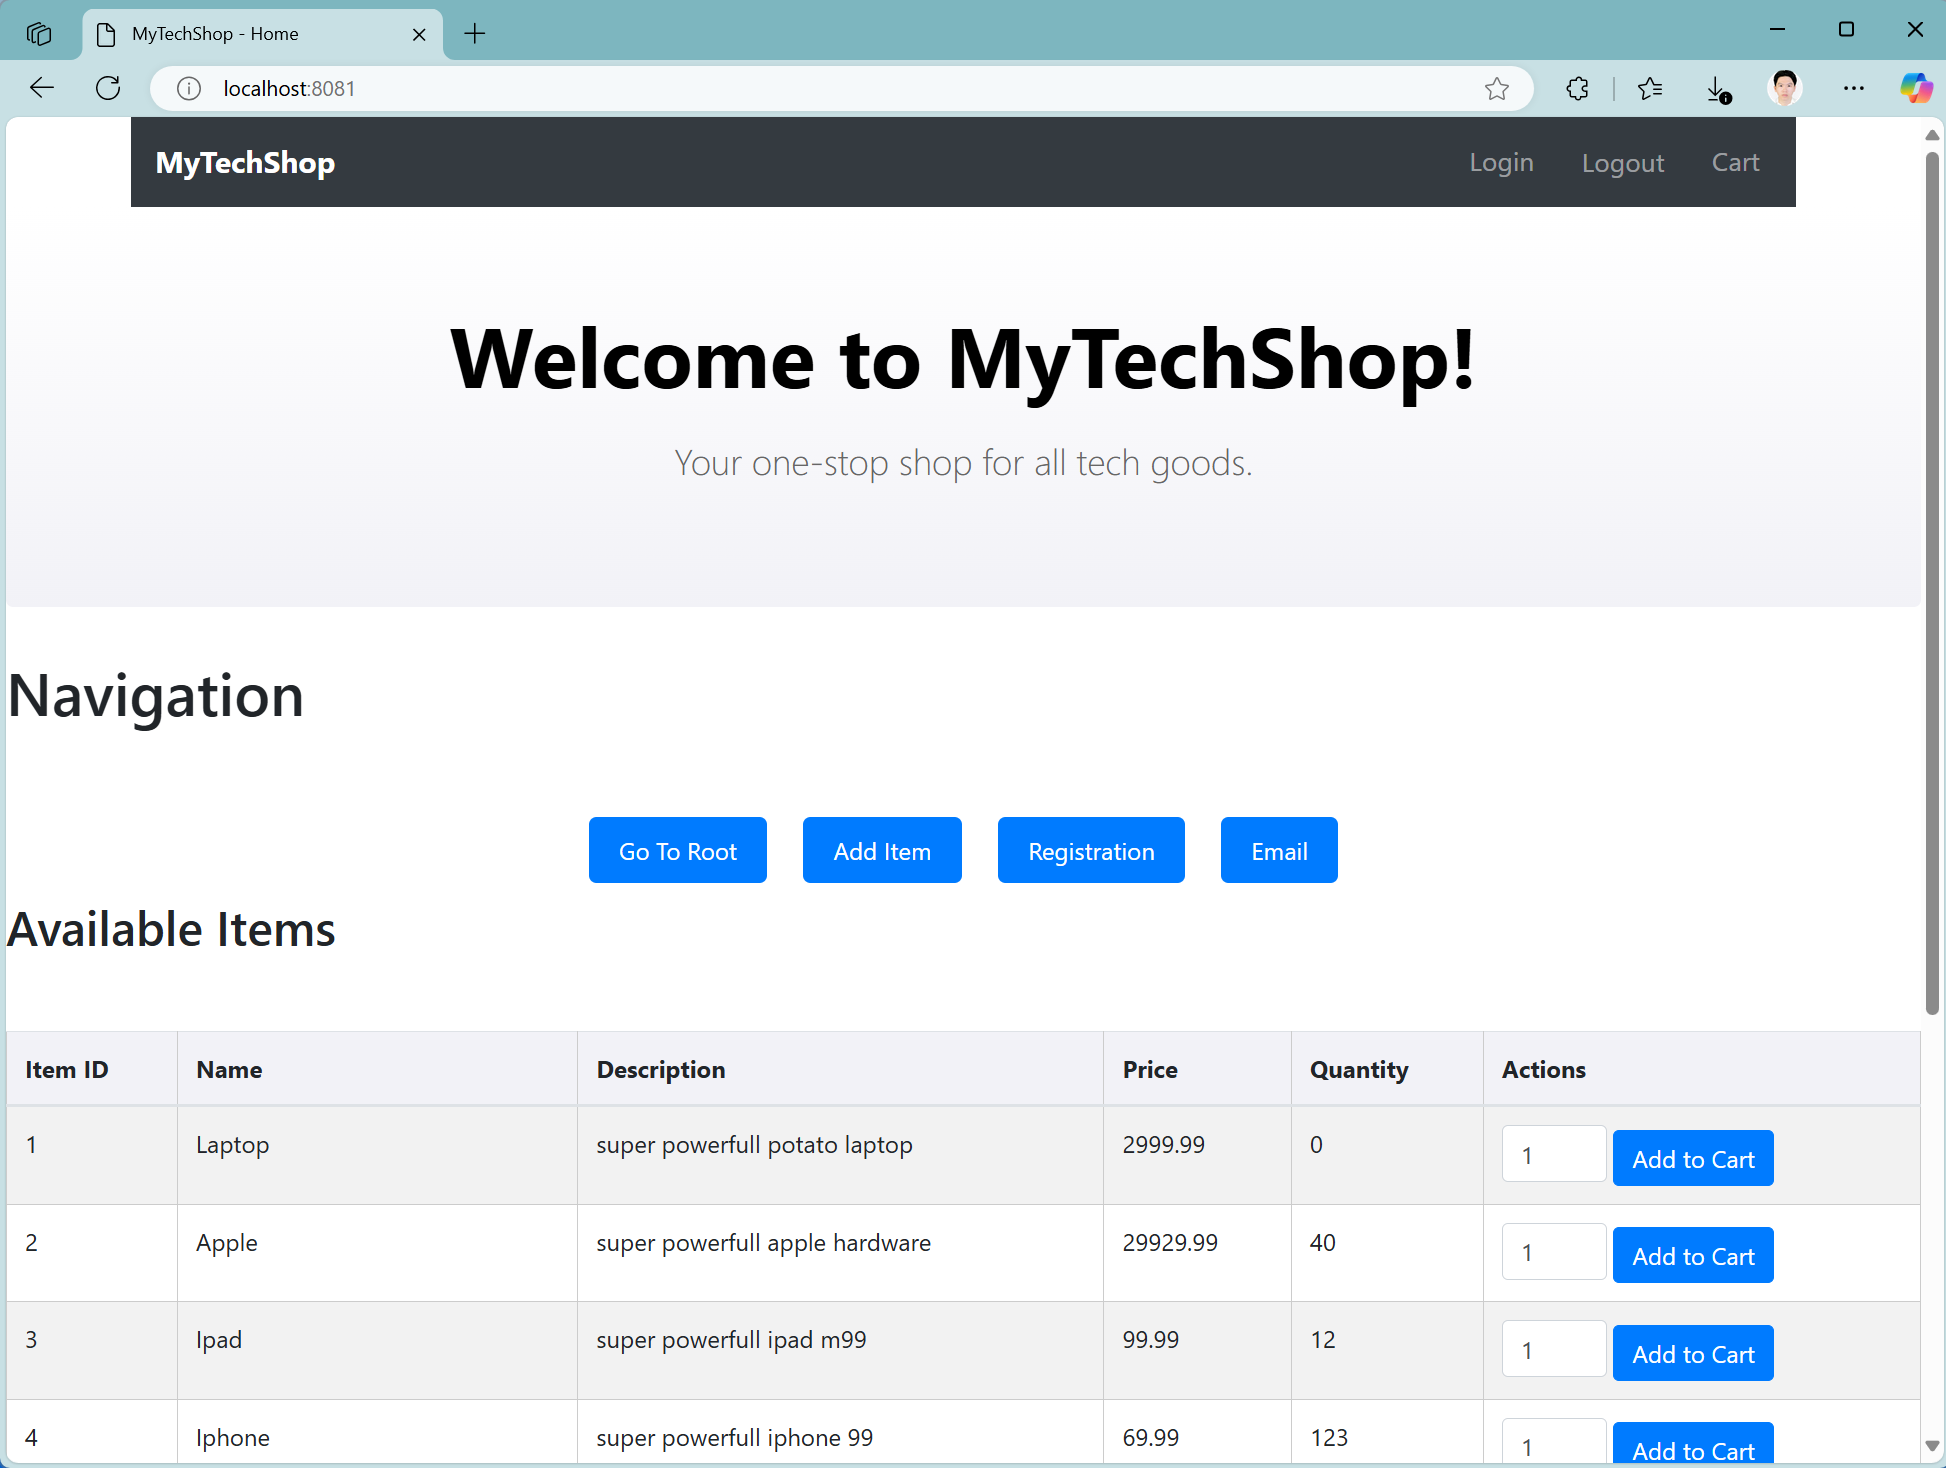 MyTechShop - Home
localhost:8081
MyTechShop Login Logout Cart
Welcome to MyTechShop!
Your one-stop shop for all tech goods.
Navigation
Go To Root Add Item Registration Email
Available Items
Item ID Name Description Price Quantity Actions
1 Laptop super powerfull potato laptop 2999.99 0 1 Add to Cart
2 Apple super powerfull apple hardware 29929.99 40 1 Add to Cart
3 Ipad super powerfull ipad m99 99.99 12 1 Add to Cart
4 Iphone super powerfull iphone 99 69.99 123 1 Add to Cart